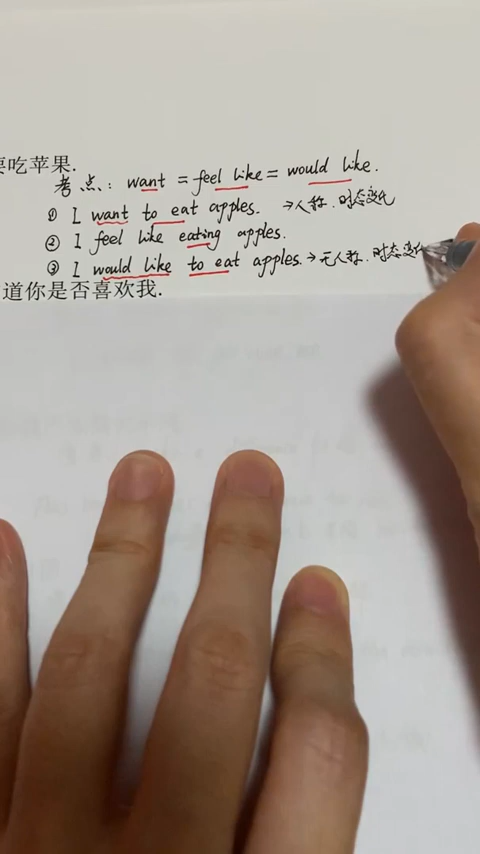 要吃苹果.
考点: want = feel like = would like.
① I want to eat apples. →人称. 时态变化
② I feel like eating apples.
③ I would like to eat apples. →无人称. 时态变化
道你是否喜欢我.